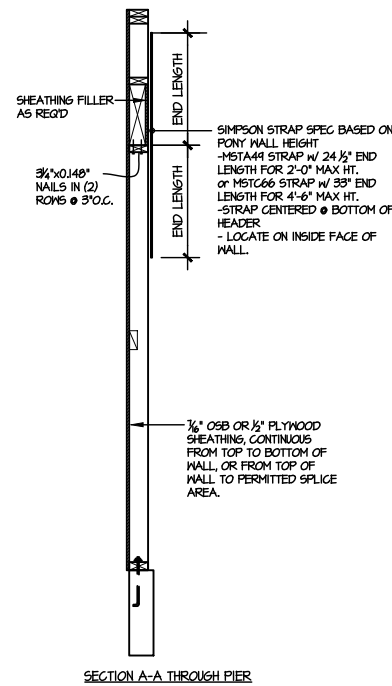 SHEATHING FILLER
AS REQ'D
END LENGTH
SIMPSON STRAP SPEC BASED ON
PONY WALL HEIGHT
-MSTA49 STRAP W/ 24 1/2" END
LENGTH FOR 2'-0" MAX HT.
or MSTC66 STRAP W/ 33" END
LENGTH FOR 4'-6" MAX HT.
-STRAP CENTERED @ BOTTOM OF
HEADER
- LOCATE ON INSIDE FACE OF
WALL.
3 1/4"x0.148"
NAILS IN (2)
ROWS @ 3"O.C.
END LENGTH
7/16" OSB OR 1/2" PLYWOOD
SHEATHING, CONTINUOUS
FROM TOP TO BOTTOM OF
WALL, OR FROM TOP OF
WALL TO PERMITTED SPLICE
AREA.
SECTION A-A THROUGH PIER